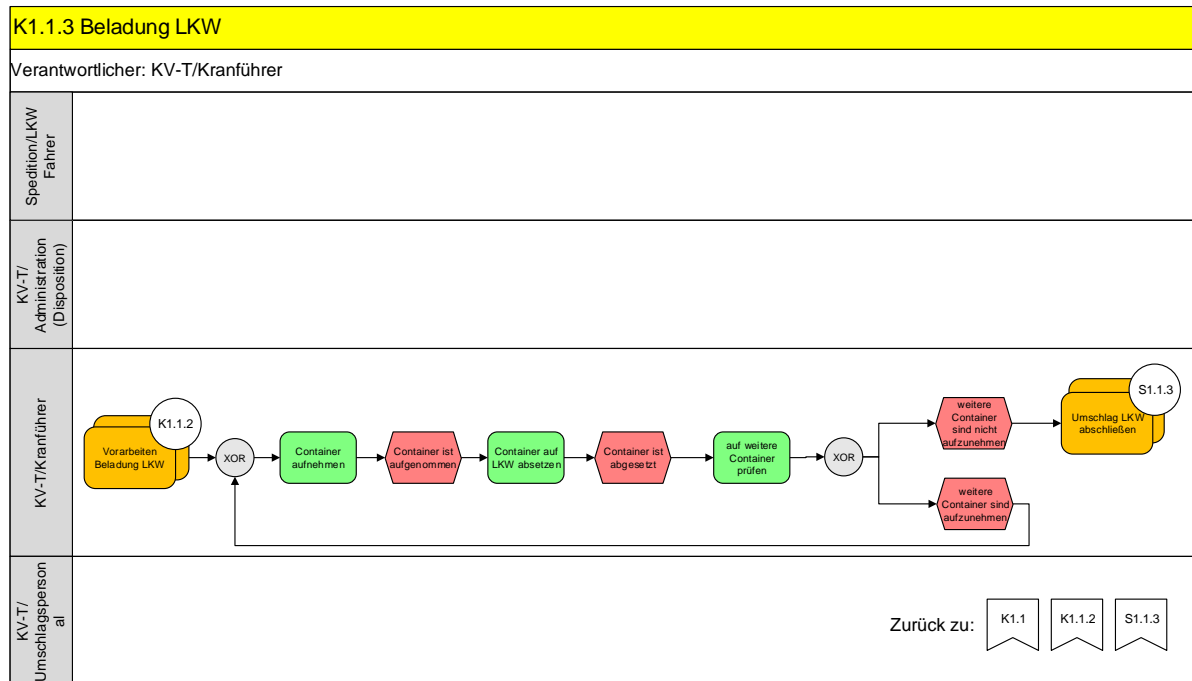 K1.1.3 Beladung LKW
Verantwortlicher: KV-T/Kranführer
Spedition/LKW
Fahrer
KV-T/
Administration
(Disposition)
KV-T/Kranführer
K1.1.2
Vorarbeiten
Beladung LKW
XOR
Container
aufnehmen
Container ist
aufgenommen
Container auf
LKW absetzen
Container ist
abgesetzt
auf weitere
Container
prüfen
XOR
weitere
Container
sind nicht
aufzunehmen
S1.1.3
Umschlag LKW
abschließen
weitere
Container sind
aufzunehmen
KV-T/
Umschlagsperson
al
Zurück zu:
K1.1
K1.1.2
S1.1.3